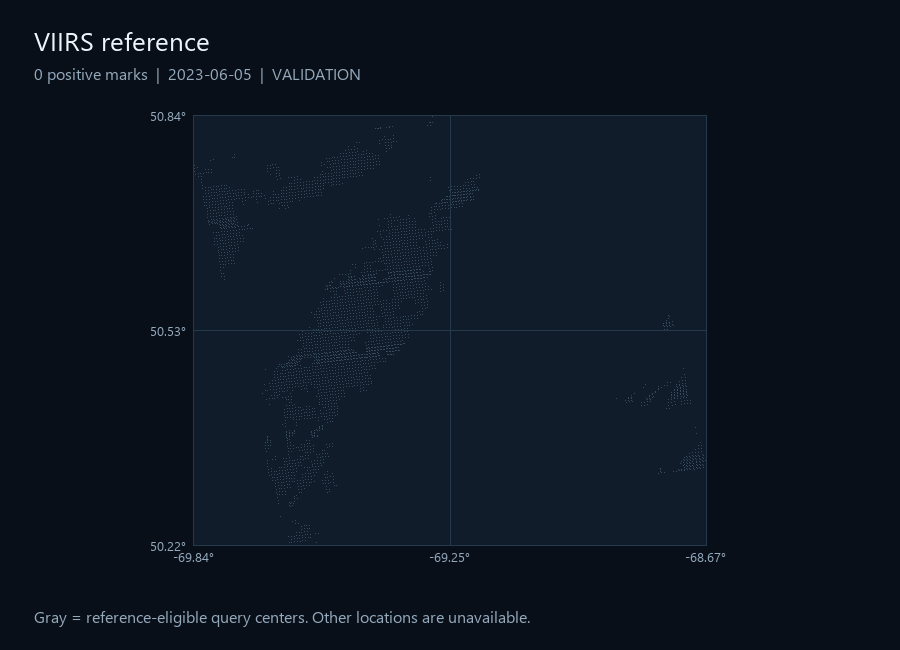 VIIRS reference
0 positive marks | 2023-06-05 | VALIDATION
50.84°
50.53°
50.22°
-69.84°
-69.25°
-68.67°
Gray = reference-eligible query centers. Other locations are unavailable.